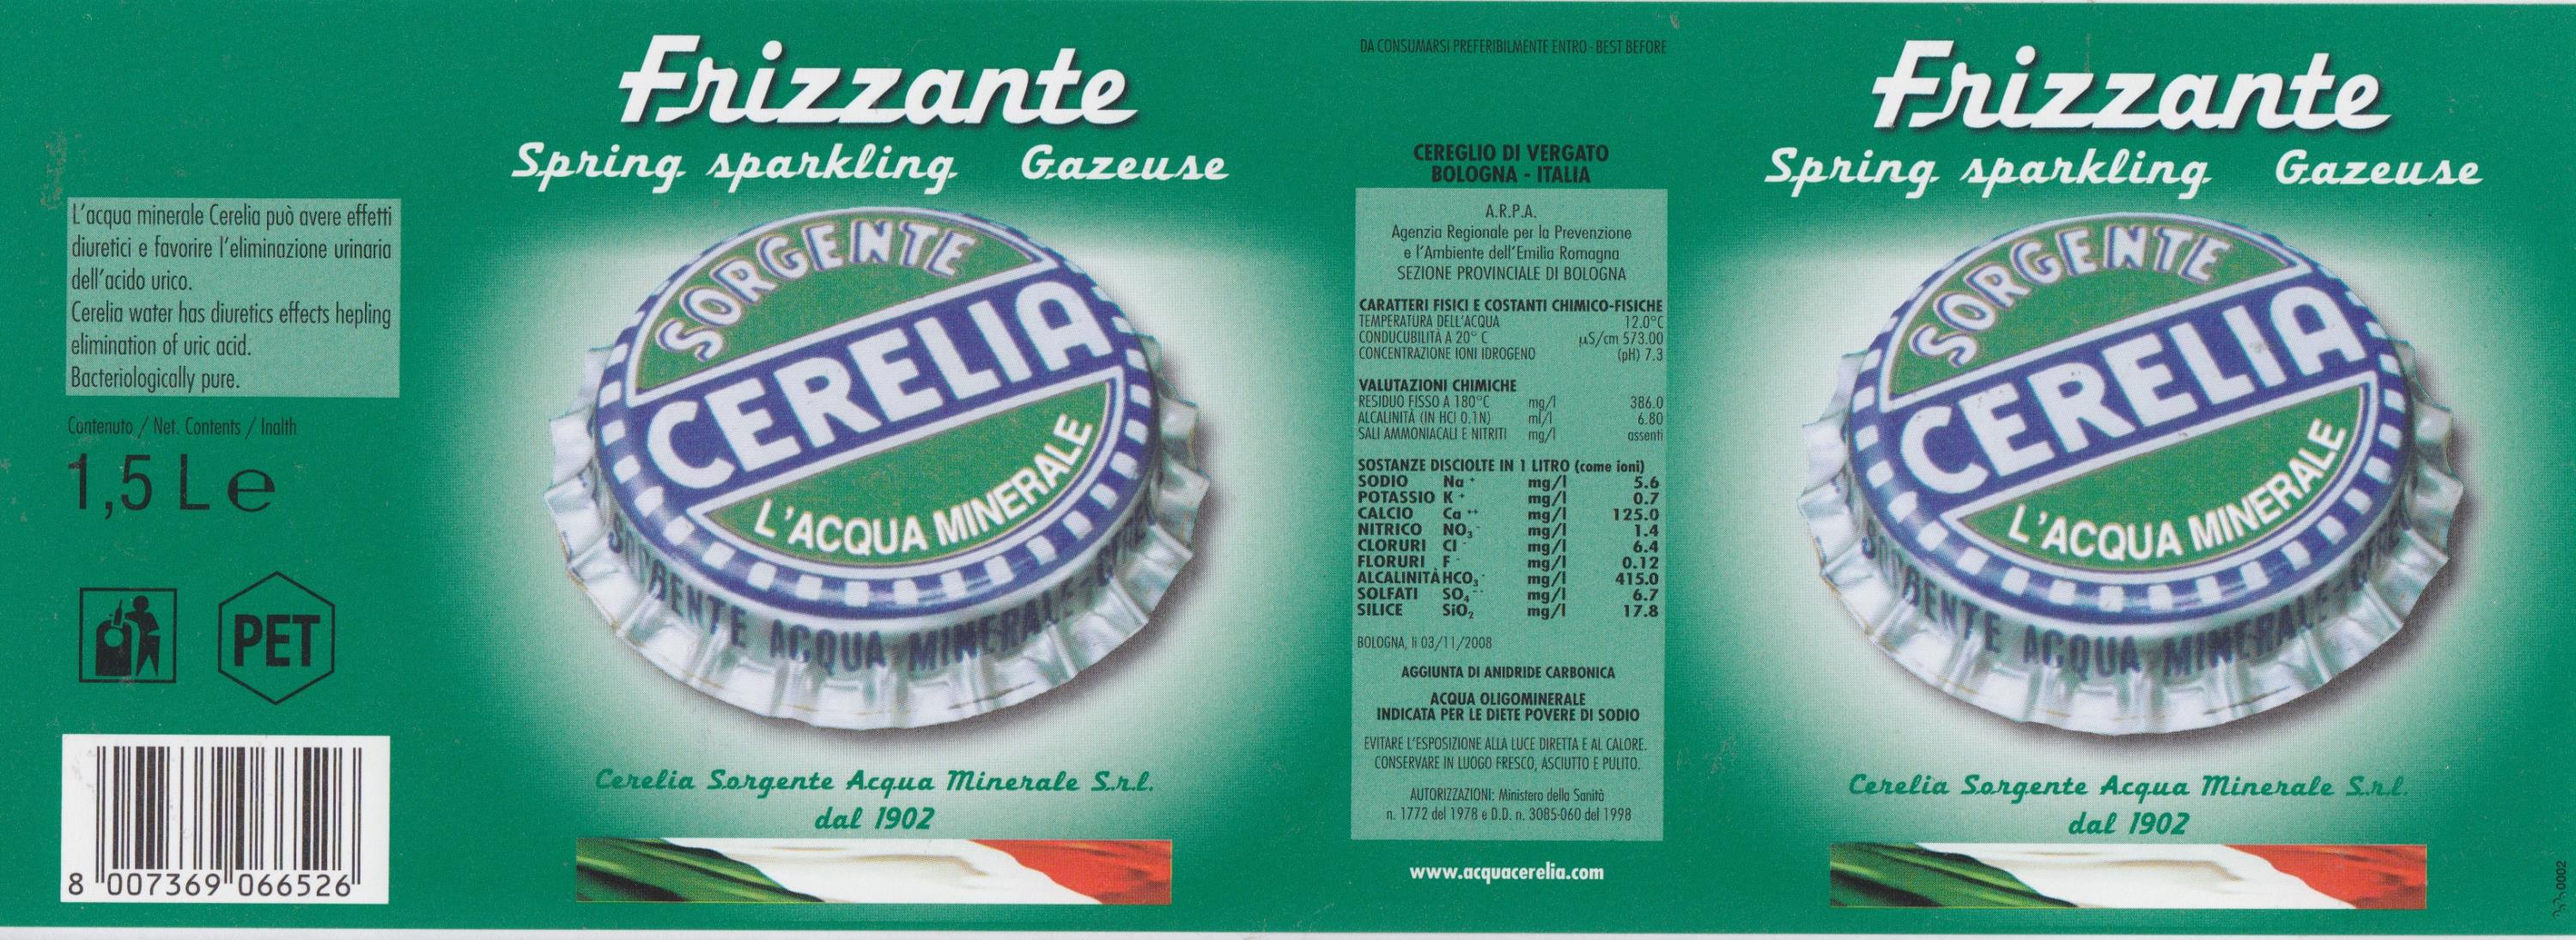 L'acqua minerale Cerelia può avere effetti
diuretici e favorire l'eliminazione urinaria
dell'acido urico.
Cerelia water has diuretics effects hepling
elimination of uric acid.
Bacteriologically pure.
Contenuto / Net. Contents / Inalth
1,5 L e
PET
8 007369 066526
Frizzante
Spring sparkling Gazeuse
SORGENTE
CERELIA
L'ACQUA MINERALE
SORGENTE ACQUA MINERALE
Cerelia Sorgente Acqua Minerale S.r.l.
dal 1902
DA CONSUMARSI PREFERIBILMENTE ENTRO - BEST BEFORE
CEREGLIO DI VERGATO
BOLOGNA - ITALIA
A.R.P.A.
Agenzia Regionale per la Prevenzione
e l'Ambiente dell'Emilia Romagna
SEZIONE PROVINCIALE DI BOLOGNA
CARATTERI FISICI E COSTANTI CHIMICO-FISICHE
TEMPERATURA DELL'ACQUA 12.0°C
CONDUCIBILITÀ A 20° C µS/cm 573.00
CONCENTRAZIONE IONI IDROGENO (pH) 7.3
VALUTAZIONI CHIMICHE
RESIDUO FISSO A 180°C mg/l 386.0
ALCALINITÀ (IN HCl 0.1N) ml/l 6.80
SALI AMMONIACALI E NITRITI mg/l assenti
SOSTANZE DISCIOLTE IN 1 LITRO (come ioni)
SODIO Na⁺ mg/l 5.6
POTASSIO K⁺ mg/l 0.7
CALCIO Ca⁺⁺ mg/l 125.0
NITRICO NO₃⁻ mg/l 1.4
CLORURI Cl⁻ mg/l 6.4
FLORURI F⁻ mg/l 0.12
ALCALINITÀ HCO₃⁻ mg/l 415.0
SOLFATI SO₄⁻⁻ mg/l 6.7
SILICE SiO₂ mg/l 17.8
BOLOGNA, lì 03/11/2008
AGGIUNTA DI ANIDRIDE CARBONICA
ACQUA OLIGOMINERALE
INDICATA PER LE DIETE POVERE DI SODIO
EVITARE L'ESPOSIZIONE ALLA LUCE DIRETTA E AL CALORE.
CONSERVARE IN LUOGO FRESCO, ASCIUTTO E PULITO.
AUTORIZZAZIONI: Ministero della Sanità
n. 1772 del 1978 e D.D. n. 3085-060 del 1998
www.acquacerelia.com
Frizzante
Spring sparkling Gazeuse
SORGENTE
CERELIA
L'ACQUA MINERALE
SORGENTE ACQUA MINERALE
Cerelia Sorgente Acqua Minerale S.r.l.
dal 1902
0002